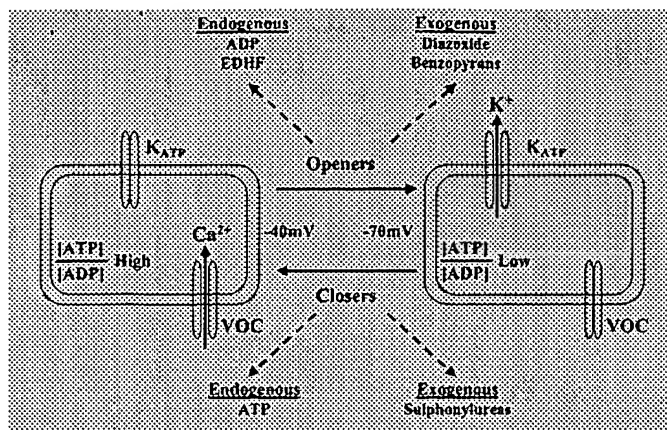 Endogenous
ADP
EDHF
Exogenous
Diazoxide
Benzopyrans
K+
KATP
Openers
KATP
[ATP]
[ADP]
High
Ca2+
-40mV
-70mV
[ATP]
[ADP]
Low
VOC
Closers
VOC
Endogenous
ATP
Exogenous
Sulphonylureas